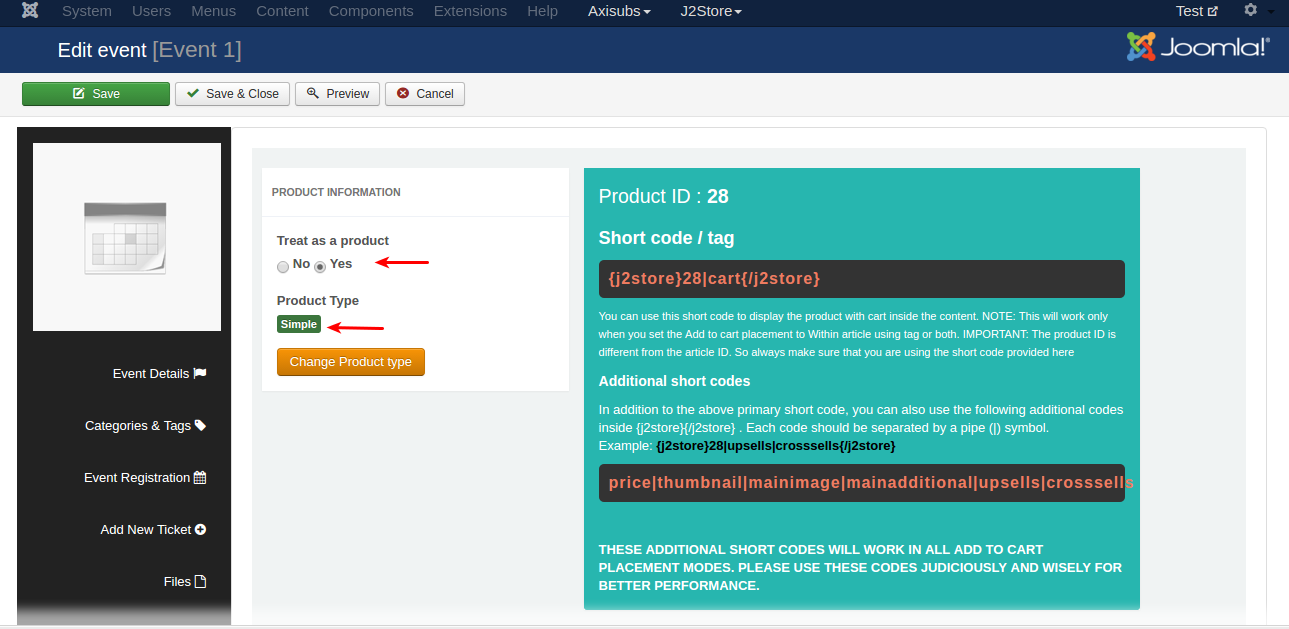 System Users Menus Content Components Extensions Help Axisubs J2Store Test
Edit event [Event 1]
Joomla!®
Save Save & Close Preview Cancel
PRODUCT INFORMATION
Treat as a product
No Yes
Product Type
Simple
Change Product type
Product ID : 28
Short code / tag
{j2store}28|cart{/j2store}
You can use this short code to display the product with cart inside the content. NOTE: This will work only
when you set the Add to cart placement to Within article using tag or both. IMPORTANT: The product ID is
different from the article ID. So always make sure that you are using the short code provided here
Additional short codes
In addition to the above primary short code, you can also use the following additional codes
inside {j2store}{/j2store} . Each code should be separated by a pipe (|) symbol.
Example: {j2store}28|upsells|crosssells{/j2store}
price|thumbnail|mainimage|mainadditional|upsells|crosssells
THESE ADDITIONAL SHORT CODES WILL WORK IN ALL ADD TO CART
PLACEMENT MODES. PLEASE USE THESE CODES JUDICIOUSLY AND WISELY FOR
BETTER PERFORMANCE.
Event Details
Categories & Tags
Event Registration
Add New Ticket
Files